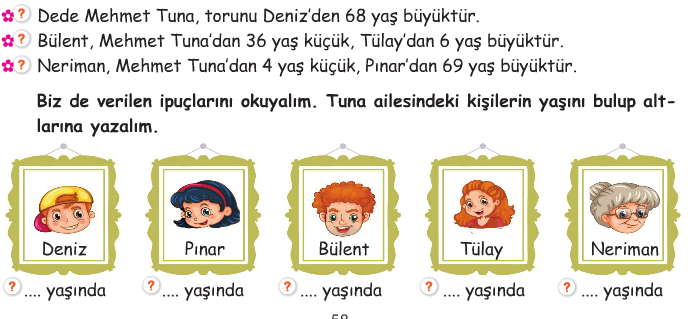 ? Dede Mehmet Tuna, torunu Deniz'den 68 yaş büyüktür.
? Bülent, Mehmet Tuna'dan 36 yaş küçük, Tülay'dan 6 yaş büyüktür.
? Neriman, Mehmet Tuna'dan 4 yaş küçük, Pınar'dan 69 yaş büyüktür.
Biz de verilen ipuçlarını okuyalım. Tuna ailesindeki kişilerin yaşını bulup alt-
larına yazalım.
Deniz Pınar Bülent Tülay Neriman
? .... yaşında ? .... yaşında ? .... yaşında ? .... yaşında ? .... yaşında